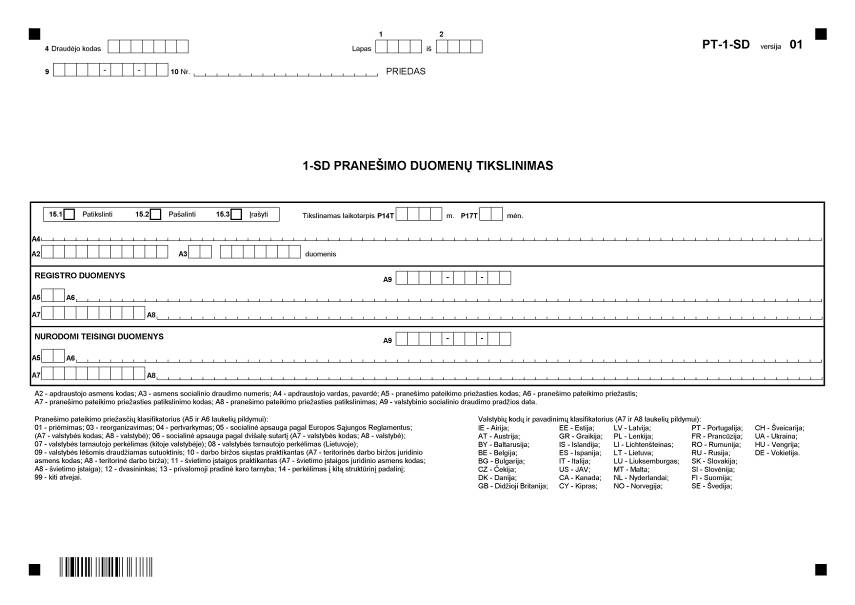 1 2
4 Draudėjo kodas Lapas iš PT-1-SD versija 01
9 - - 10 Nr. PRIEDAS
1-SD PRANEŠIMO DUOMENŲ TIKSLINIMAS
15.1 Patikslinti 15.2 Pašalinti 15.3 Įrašyti Tikslinamas laikotarpis P14T m. P17T mėn.
A4
A2 A3 duomenis
REGISTRO DUOMENYS A9 - -
A5 A6
A7 A8
NURODOMI TEISINGI DUOMENYS A9 - -
A5 A6
A7 A8
A2 - apdraustojo asmens kodas; A3 - asmens socialinio draudimo numeris; A4 - apdraustojo vardas, pavardė; A5 - pranešimo pateikimo priežasties kodas; A6 - pranešimo pateikimo priežastis;
A7 - pranešimo pateikimo priežasties patikslinimo kodas; A8 - pranešimo pateikimo priežasties patikslinimas; A9 - valstybinio socialinio draudimo pradžios data.
Pranešimo pateikimo priežasčių klasifikatorius (A5 ir A6 laukelių pildymui):
01 - priėmimas; 03 - reorganizavimas; 04 - pertvarkymas; 05 - socialinė apsauga pagal Europos Sąjungos Reglamentus,
(A7 - valstybės kodas, A8 - valstybė); 06 - socialinė apsauga pagal dvišalę sutartį (A7 - valstybės kodas, A8 - valstybė);
07 - valstybės tarnautojo perkėlimas (kitoje valstybėje); 08 - valstybės tarnautojo perkėlimas (Lietuvoje);
09 - valstybės lėšomis draudžiamas sutuoktinis; 10 - darbo biržos siųstas praktikantas (A7 - teritorinės darbo biržos juridinio
asmens kodas, A8 - teritorinė darbo birža); 11 - švietimo įstaigos praktikantas (A7 - švietimo įstaigos juridinio asmens kodas,
A8 - švietimo įstaiga); 12 - dvasininkas; 13 - privalomoji pradinė karo tarnyba; 14 - perkėlimas į kitą struktūrinį padalinį;
99 - kiti atvejai.
Valstybių kodų ir pavadinimų klasifikatorius (A7 ir A8 laukelių pildymui):
IE - Airija; EE - Estija; LV - Latvija; PT - Portugalija; CH - Šveicarija;
AT - Austrija; GR - Graikija; PL - Lenkija; FR - Prancūzija; UA - Ukraina;
BY - Baltarusija; IS - Islandija; LI - Lichtenšteinas; RO - Rumunija; HU - Vengrija;
BE - Belgija; ES - Ispanija; LT - Lietuva; RU - Rusija; DE - Vokietija.
BG - Bulgarija; IT - Italija; LU - Liuksemburgas; SK - Slovakija;
CZ - Čekija; US - JAV; MT - Malta; SI - Slovėnija;
DK - Danija; CA - Kanada; NL - Nyderlandai; FI - Suomija;
GB - Didžioji Britanija; CY - Kipras; NO - Norvegija; SE - Švedija;